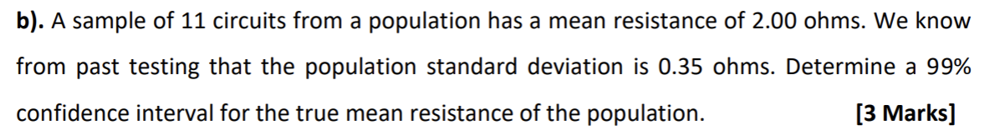 b). A sample of 11 circuits from a population has a mean resistance of 2.00 ohms. We know
from past testing that the population standard deviation is 0.35 ohms. Determine a 99%
confidence interval for the true mean resistance of the population. [3 Marks]